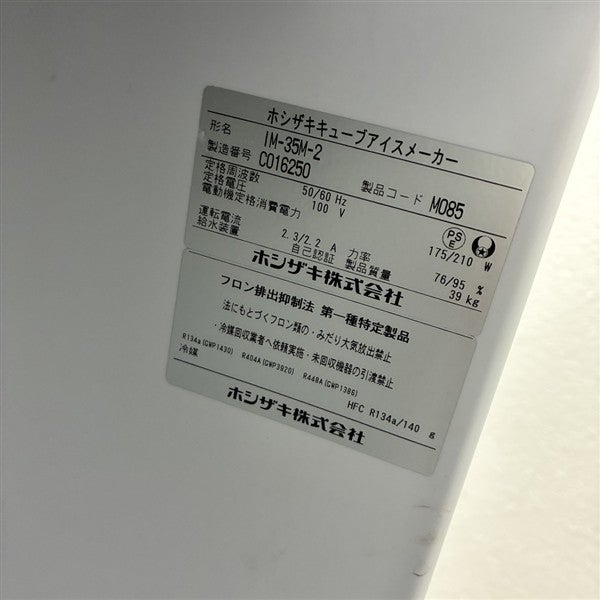 ホシザキキューブアイスメーカー
形名 IM-35M-2
製造番号 C016250 製品コード M085
定格周波数 50/60 Hz
定格電圧 100 V
電動機定格消費電力 175/210 W
運転電流 2.3/2.2 A 力率 76/95 %
給水装置 自己認証 製品質量 39 kg
PS
E
ホシザキ株式会社
フロン排出抑制法 第一種特定製品
法にもとづくフロン類の・みだり大気放出禁止
・冷媒回収業者へ依頼実施・未回収機器の引渡禁止
R134a(GWP1430) R404A(GWP3920) R448A(GWP1386)
冷媒 HFC R134a/140 g
ホシザキ株式会社